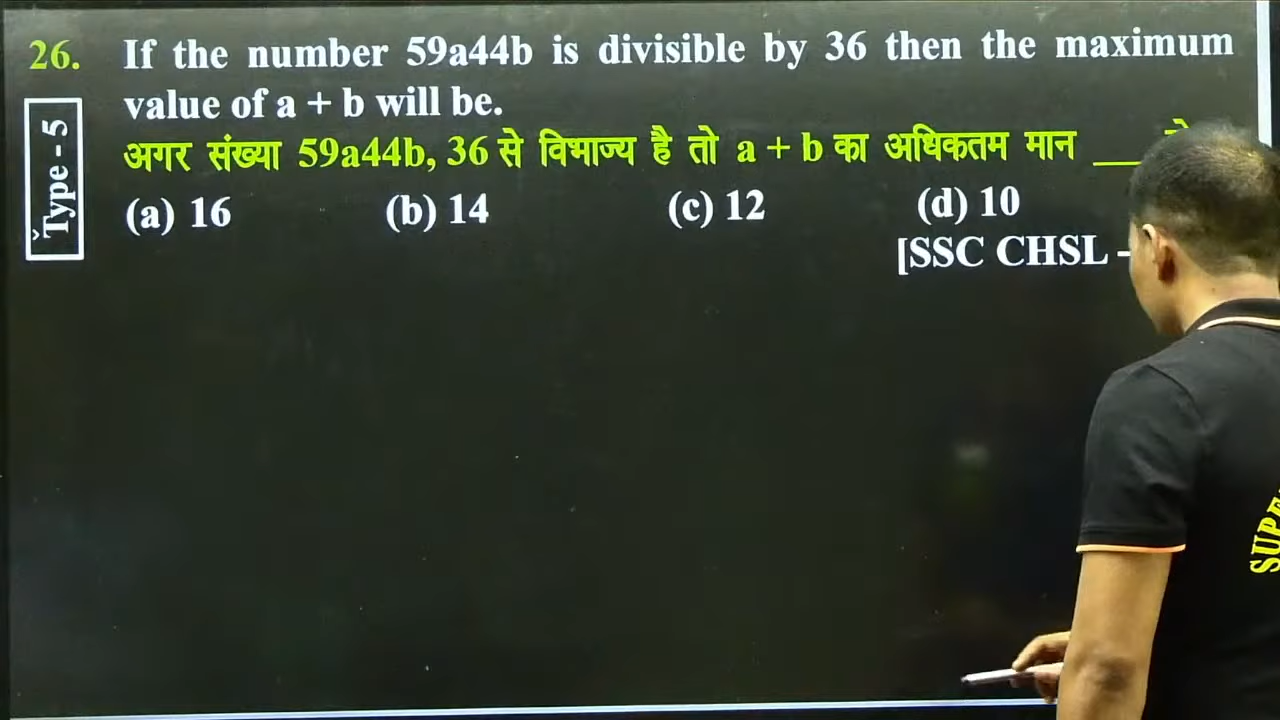 26. If the number 59a44b is divisible by 36 then the maximum
value of a + b will be.
Type - 5
अगर संख्या 59a44b, 36 से विभाज्य है तो a + b का अधिकतम मान ___
(a) 16 (b) 14 (c) 12 (d) 10
[SSC CHSL -